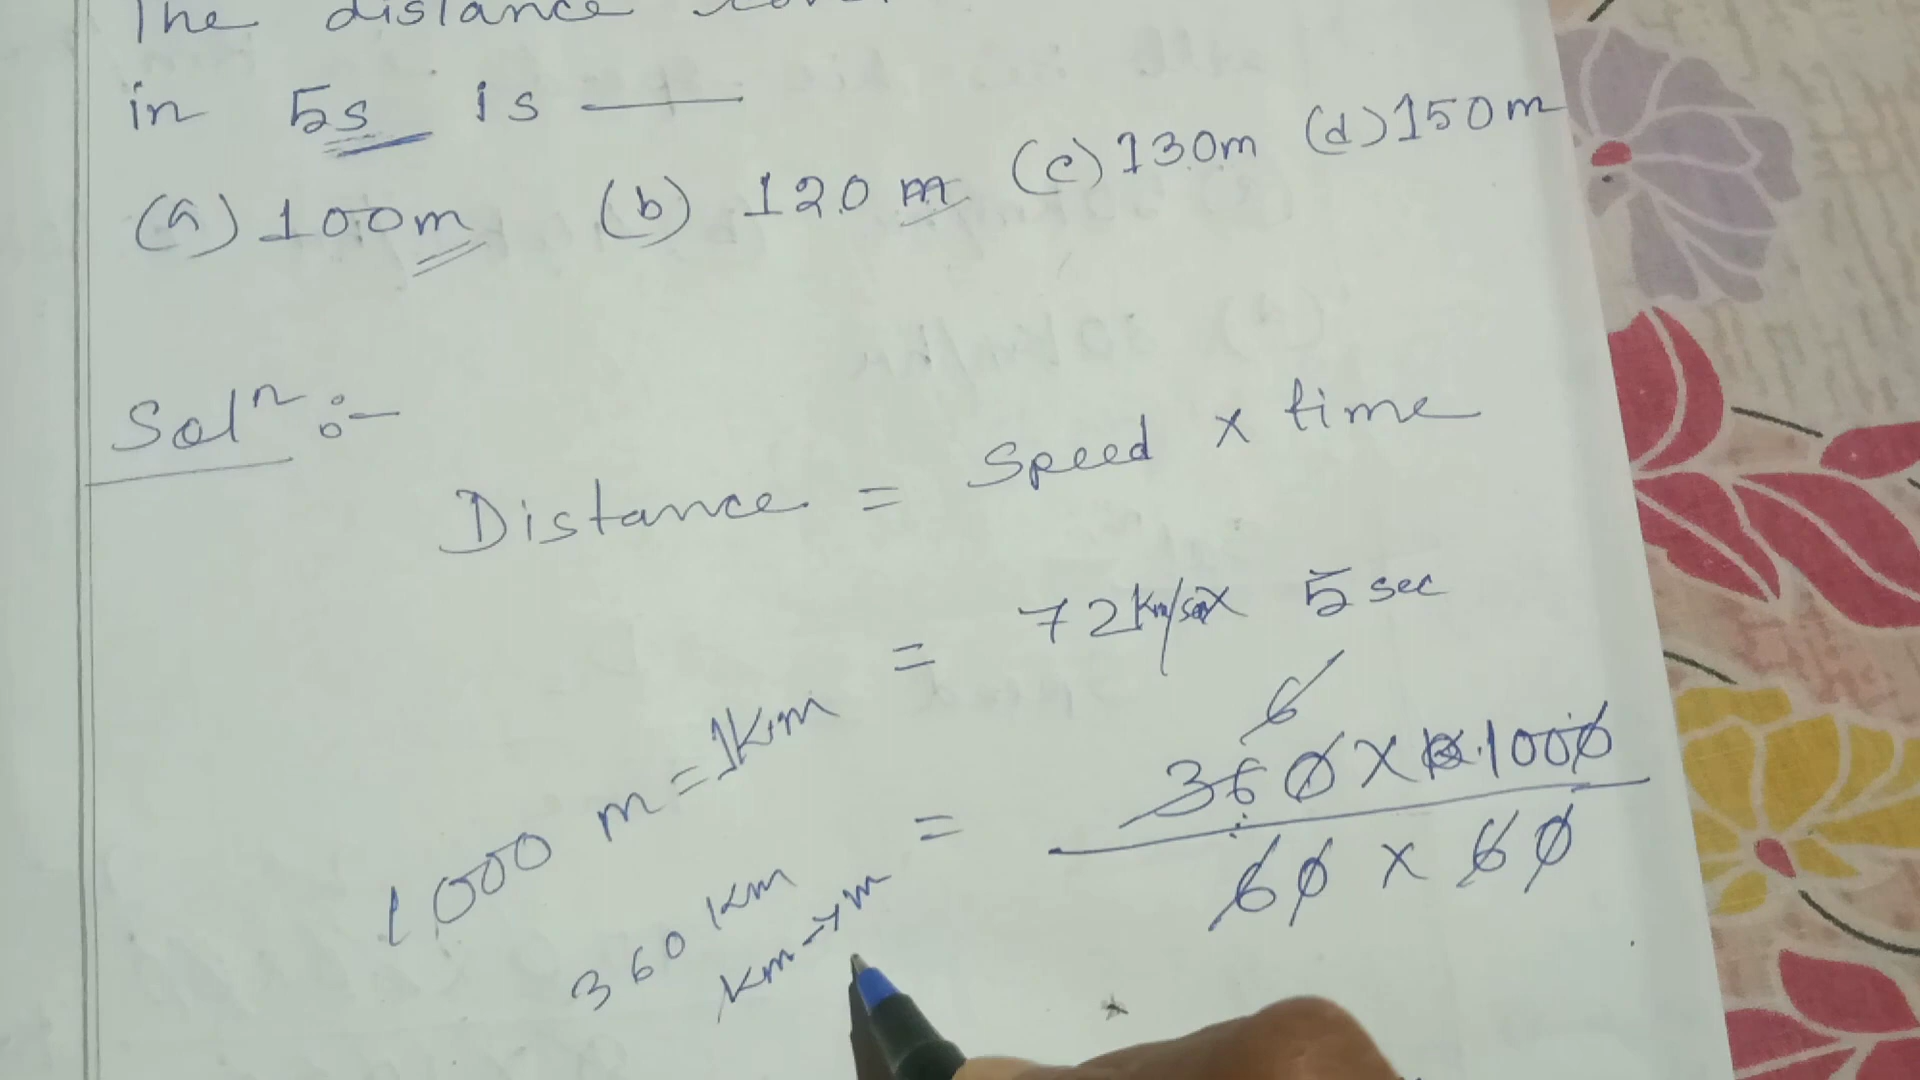 The distance
in 5s is ——
(a) 100m (b) 120 m (c) 130m (d) 150m
Solⁿ :-
Distance = Speed x time
= 72 Km/sec x 5 sec
6
= 360 x 1000
60 x 60
1000 m = 1Km
360 Km
Km → m